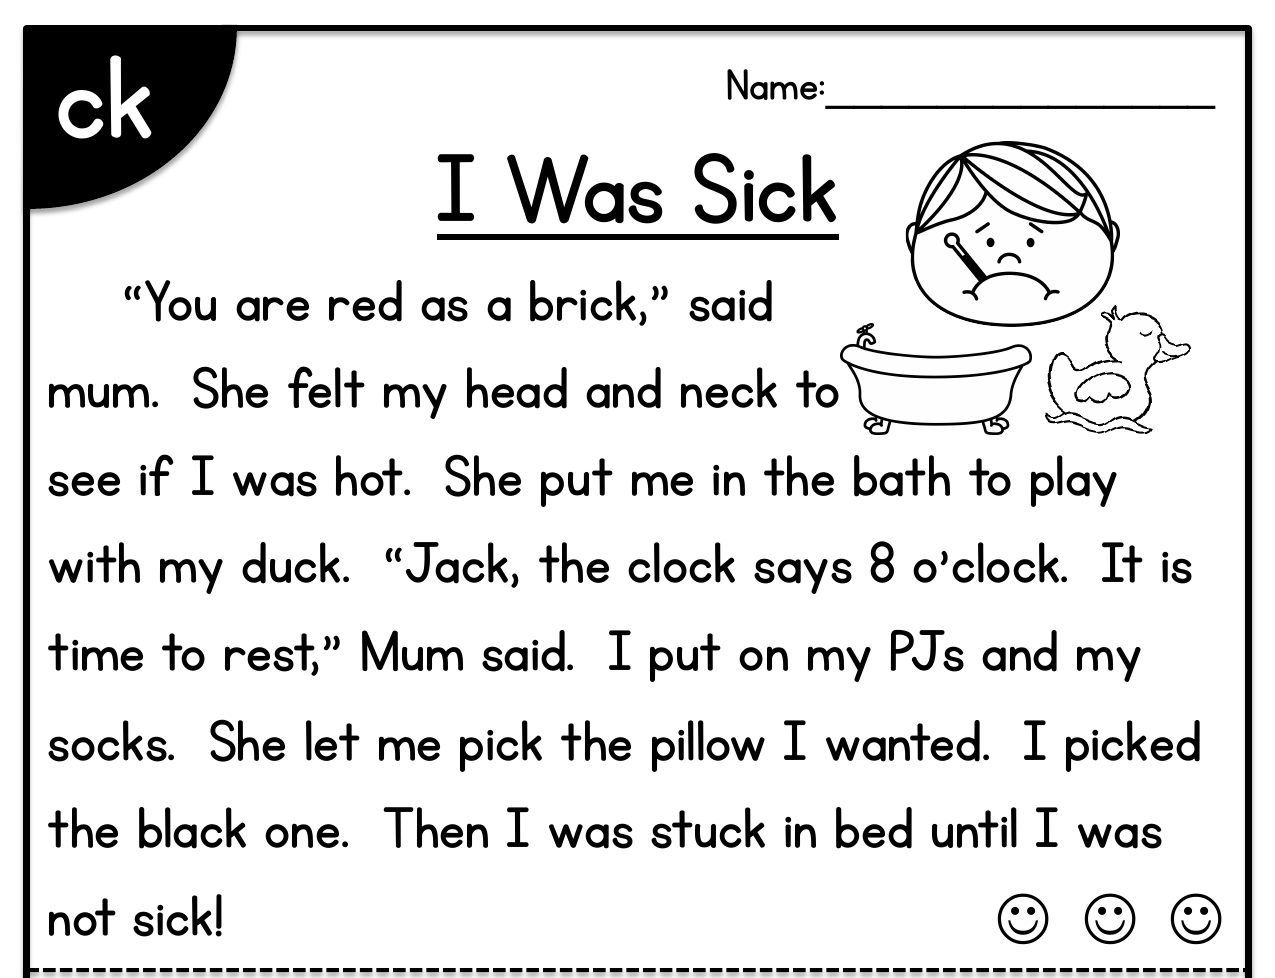 ck
Name:
I Was Sick
“You are red as a brick,” said
mum.  She felt my head and neck to
see if I was hot.  She put me in the bath to play
with my duck.  “Jack, the clock says 8 o’clock.  It is
time to rest,” Mum said.  I put on my PJs and my
socks.  She let me pick the pillow I wanted.  I picked
the black one.  Then I was stuck in bed until I was
not sick!